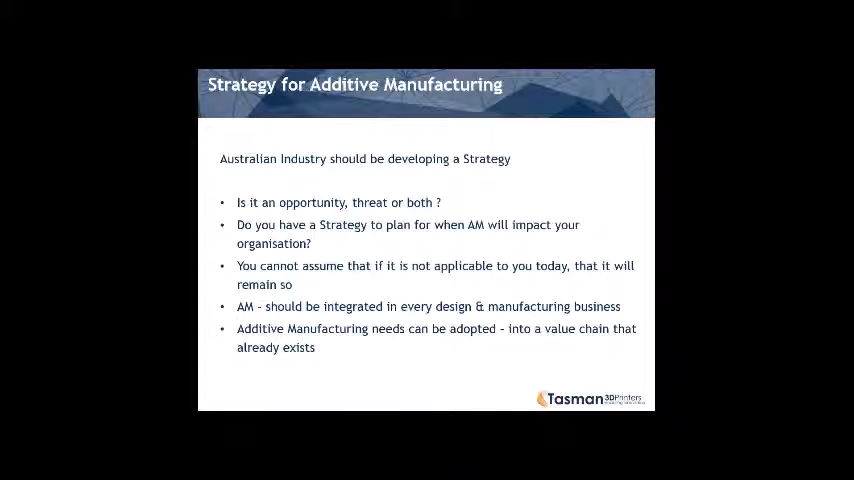 Strategy for Additive Manufacturing
Australian Industry should be developing a Strategy
• Is it an opportunity, threat or both ?
• Do you have a Strategy to plan for when AM will impact your
organisation?
• You cannot assume that if it is not applicable to you today, that it will
remain so
• AM – should be integrated in every design & manufacturing business
• Additive Manufacturing needs can be adopted – into a value chain that
already exists
Tasman 3DPrinters